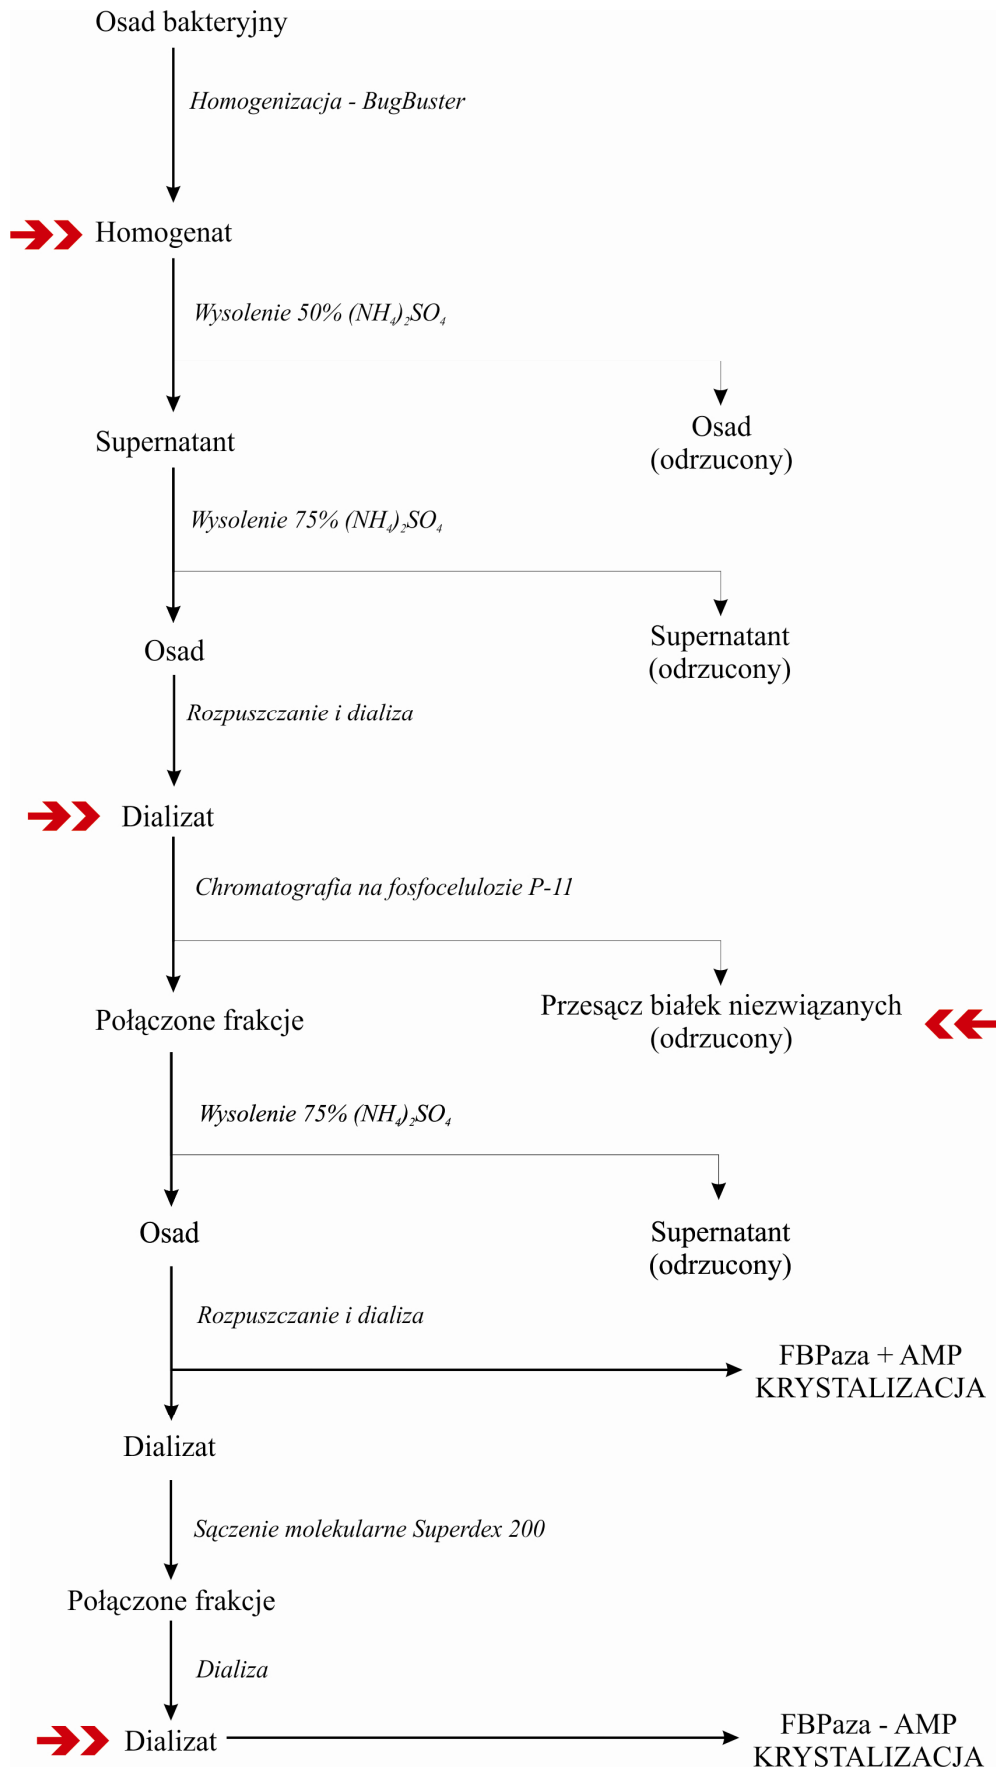 Osad bakteryjny
Homogenizacja - BugBuster
Homogenat
Wysolenie 50% (NH₄)₂SO₄
Supernatant
Osad
(odrzucony)
Wysolenie 75% (NH₄)₂SO₄
Osad
Supernatant
(odrzucony)
Rozpuszczanie i dializa
Dializat
Chromatografia na fosfocelulozie P-11
Połączone frakcje
Przesącz białek niezwiązanych
(odrzucony)
Wysolenie 75% (NH₄)₂SO₄
Osad
Supernatant
(odrzucony)
Rozpuszczanie i dializa
FBPaza + AMP
KRYSTALIZACJA
Dializat
Sączenie molekularne Superdex 200
Połączone frakcje
Dializa
Dializat
FBPaza - AMP
KRYSTALIZACJA